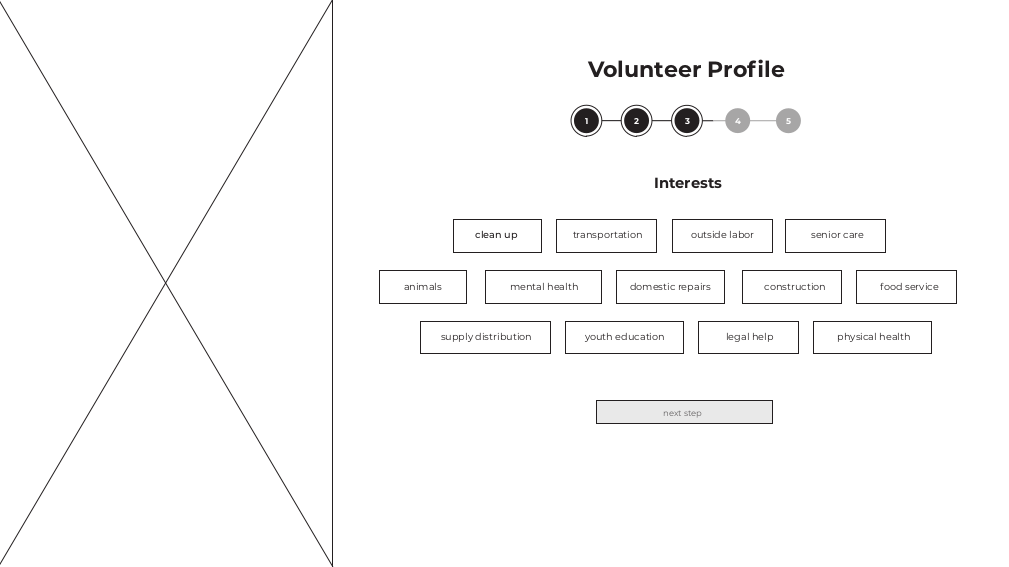 Volunteer Profile
1 2 3 4 5
Interests
clean up transportation outside labor senior care
animals mental health domestic repairs construction food service
supply distribution youth education legal help physical health
next step